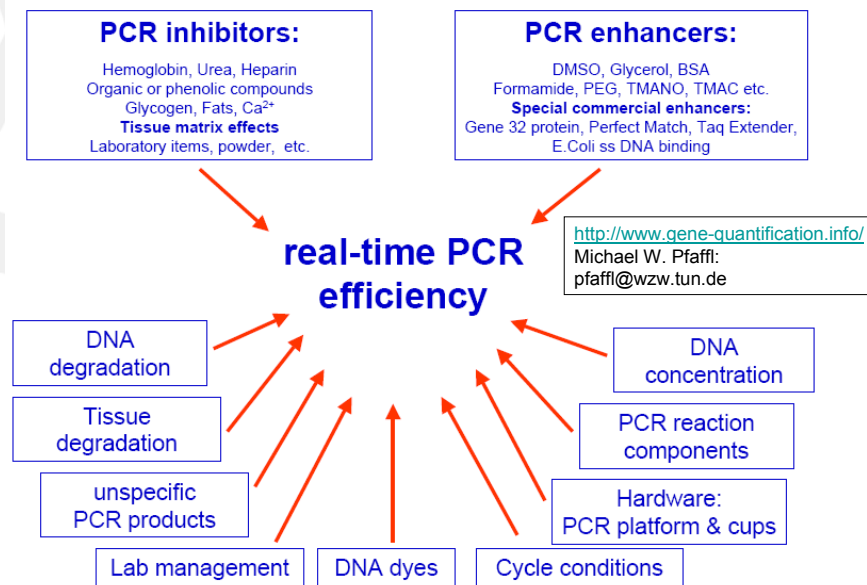 PCR inhibitors:
Hemoglobin, Urea, Heparin
Organic or phenolic compounds
Glycogen, Fats, Ca²⁺
Tissue matrix effects
Laboratory items, powder, etc.
PCR enhancers:
DMSO, Glycerol, BSA
Formamide, PEG, TMANO, TMAC etc.
Special commercial enhancers:
Gene 32 protein, Perfect Match, Taq Extender,
E.Coli ss DNA binding
real-time PCR
efficiency
http://www.gene-quantification.info/
Michael W. Pfaffl:
pfaffl@wzw.tun.de
DNA
degradation
DNA
concentration
Tissue
degradation
PCR reaction
components
unspecific
PCR products
Hardware:
PCR platform & cups
Lab management
DNA dyes
Cycle conditions